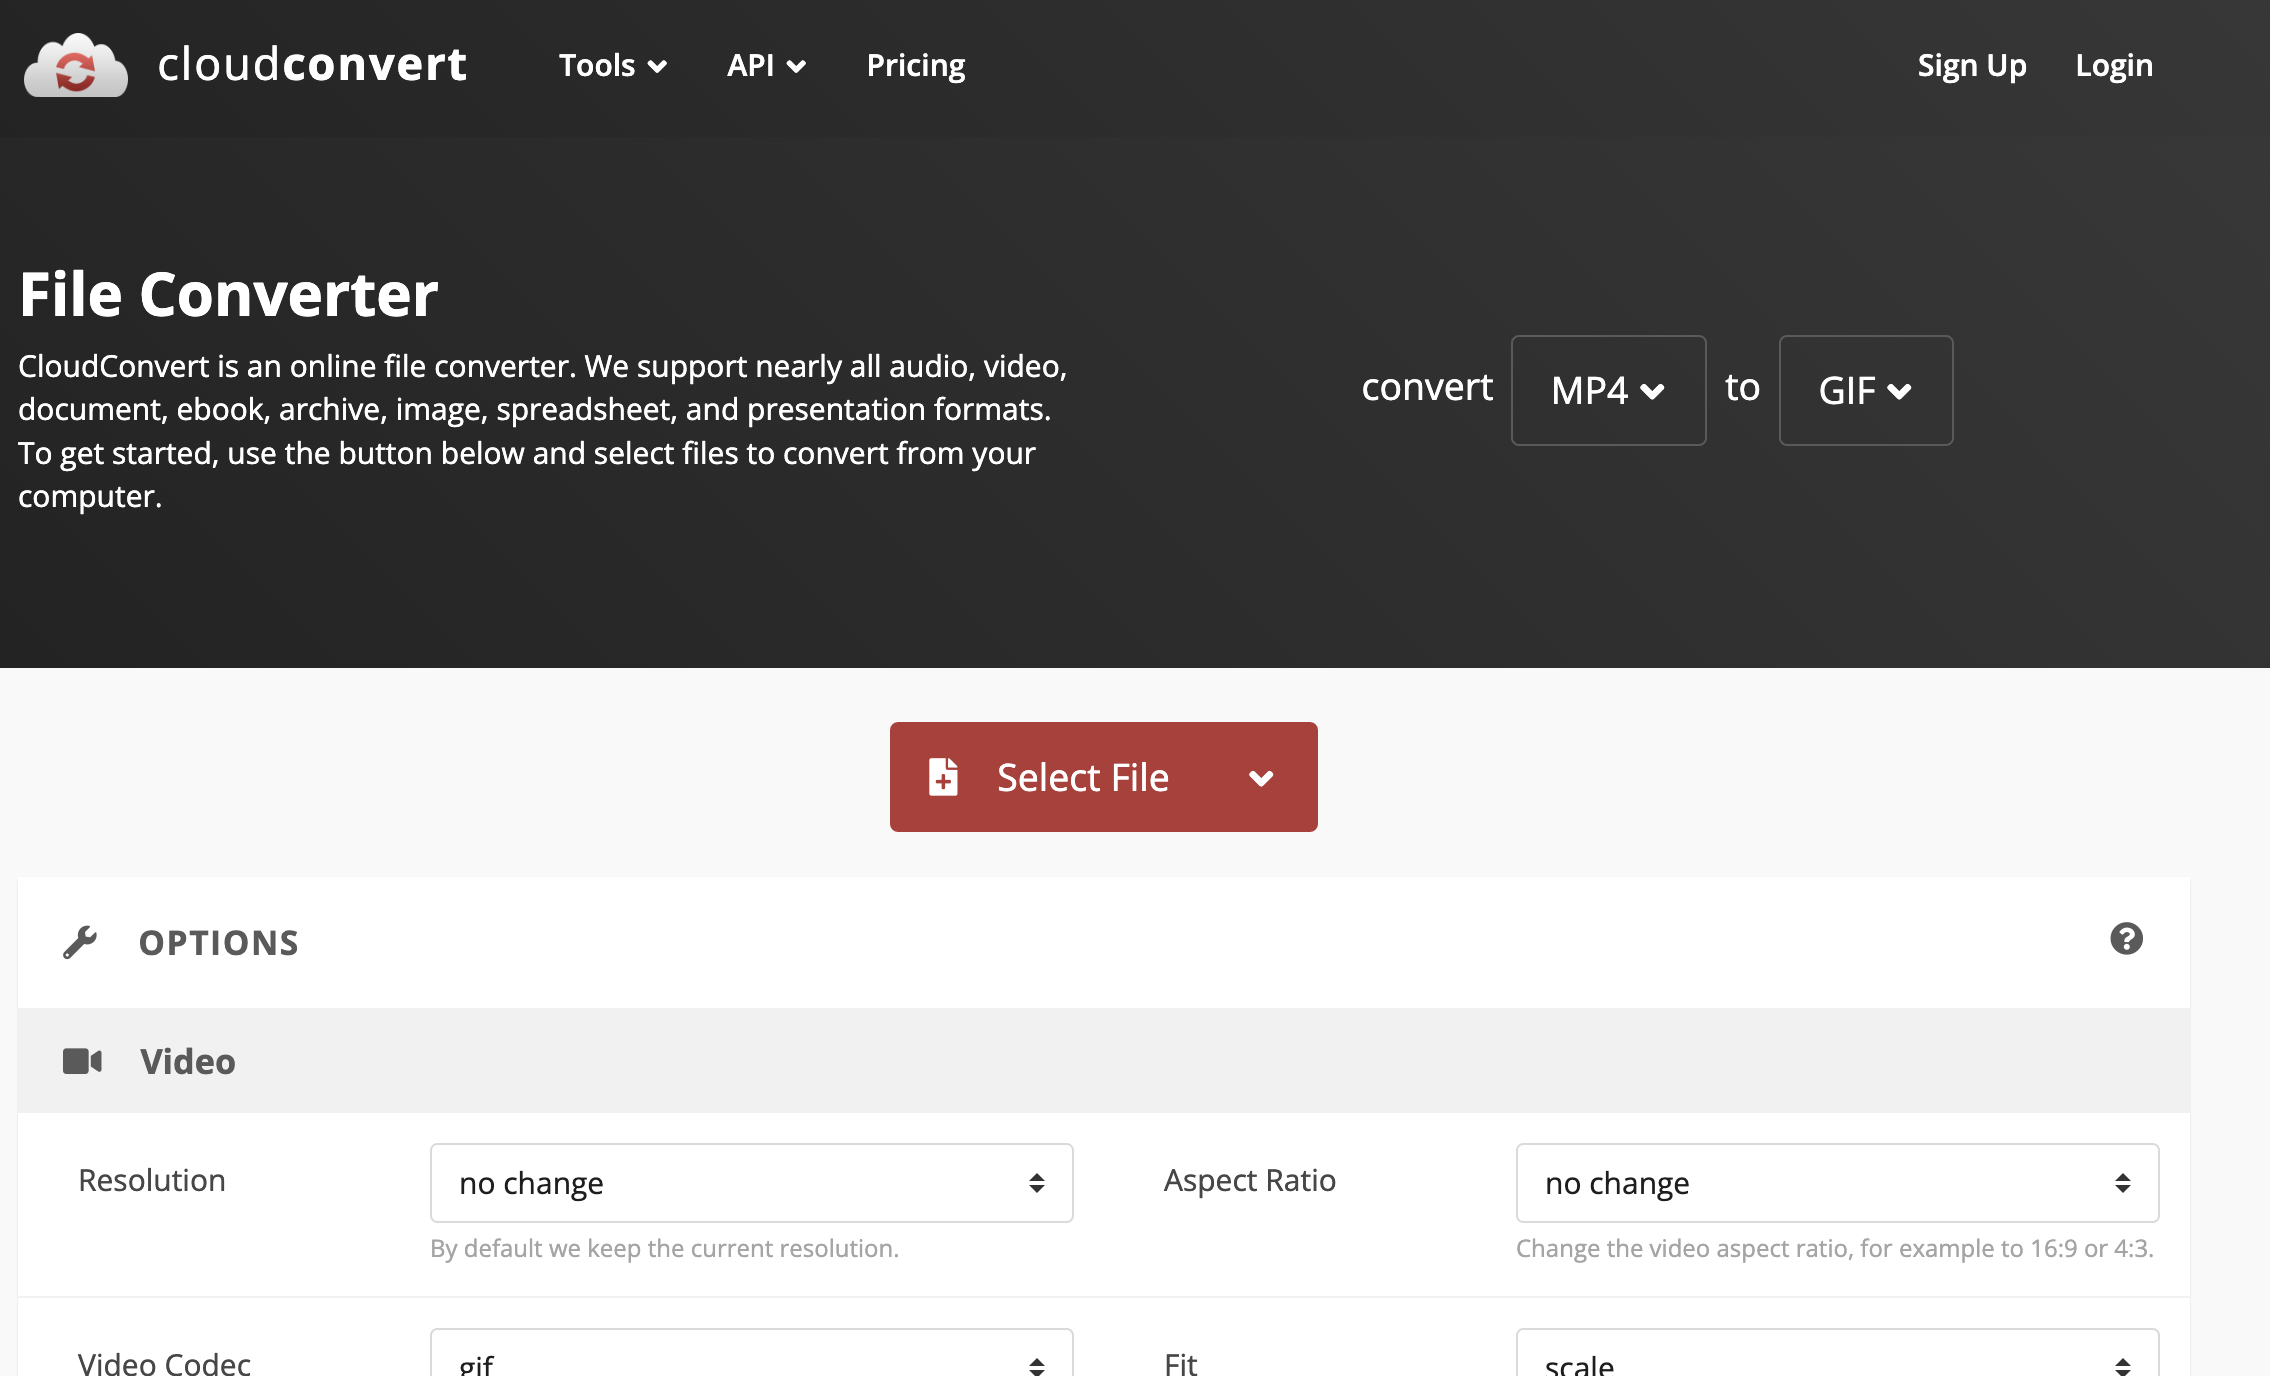 cloudconvert Tools API Pricing Sign Up Login
File Converter
CloudConvert is an online file converter. We support nearly all audio, video,
document, ebook, archive, image, spreadsheet, and presentation formats.
To get started, use the button below and select files to convert from your
computer.
convert MP4 to GIF
Select File
OPTIONS
Video
Resolution no change Aspect Ratio no change
By default we keep the current resolution. Change the video aspect ratio, for example to 16:9 or 4:3.
Video Codec gif Fit scale